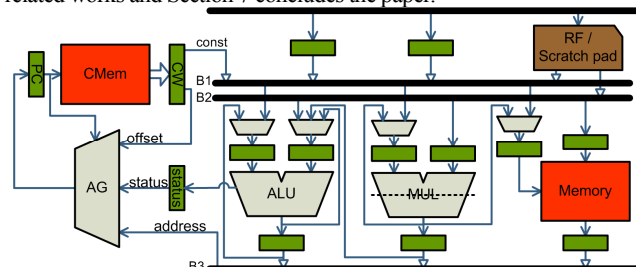 related works and Section 7 concludes the paper.
const
RF /
Scratch pad
PC
CMem
CW
B1
B2
offset
AG
status
status
ALU
MUL
Memory
address
B3